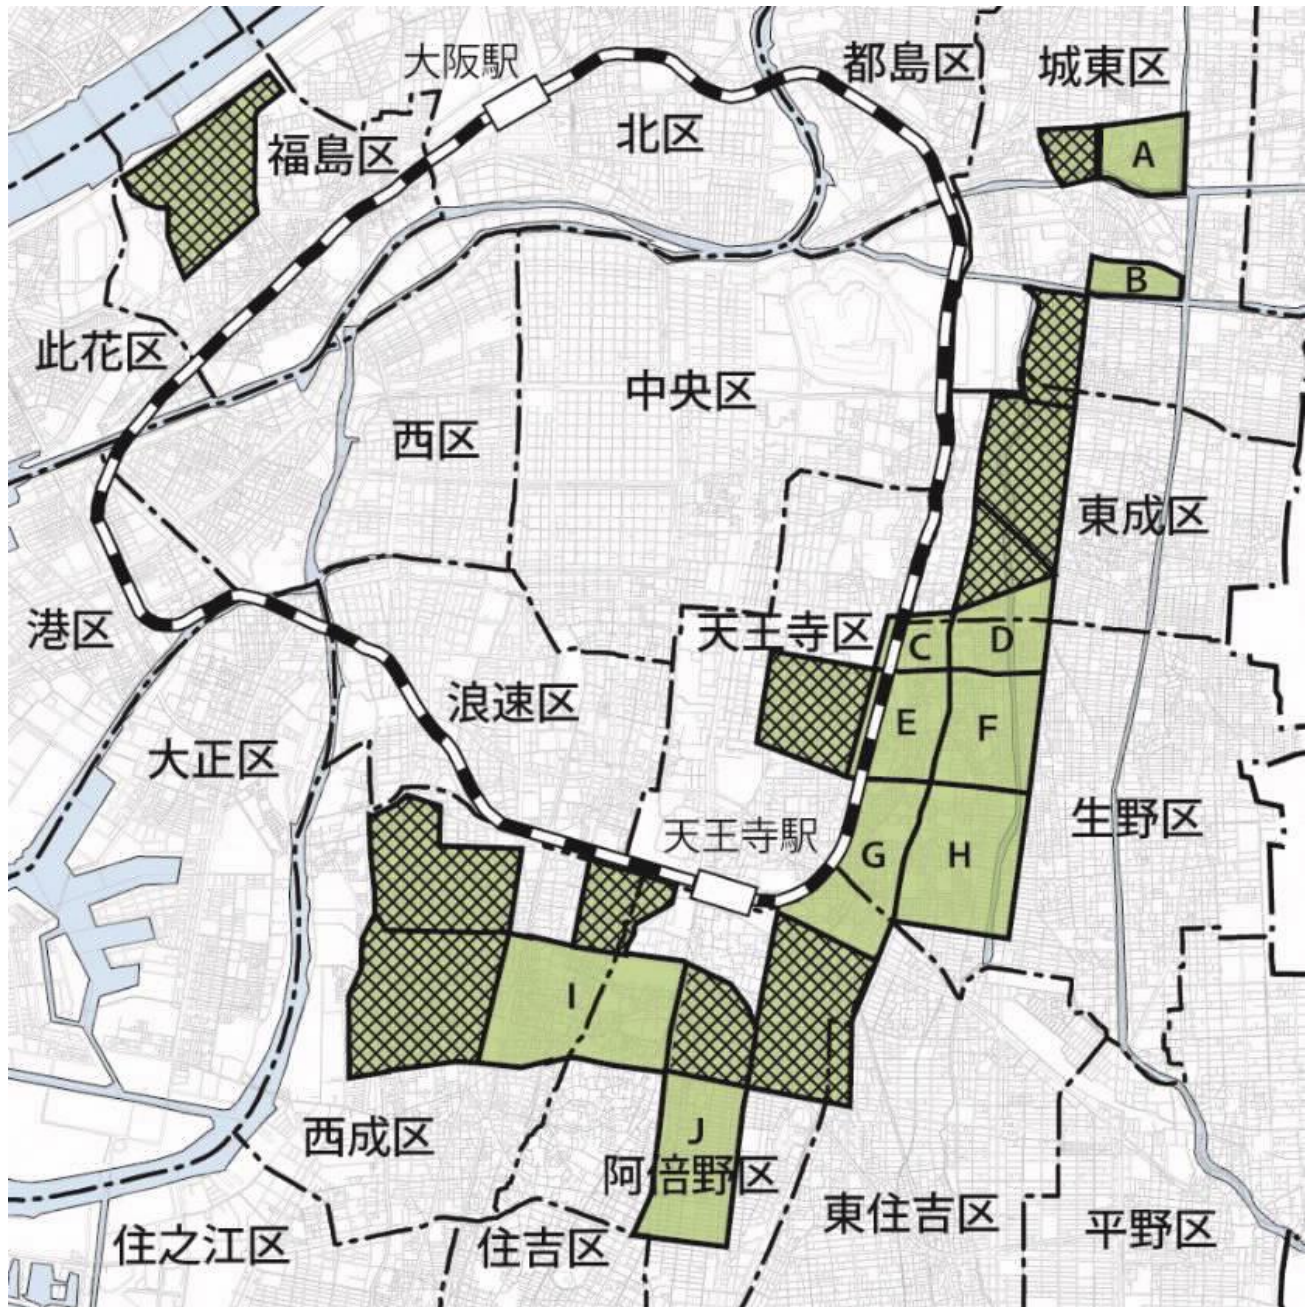 大阪駅
都島区
城東区
北区
福島区
A
B
此花区
中央区
西区
東成区
港区
天王寺区
C
D
浪速区
E
F
大正区
天王寺駅
生野区
G
H
I
西成区
J
阿倍野区
東住吉区
平野区
住之江区
住吉区